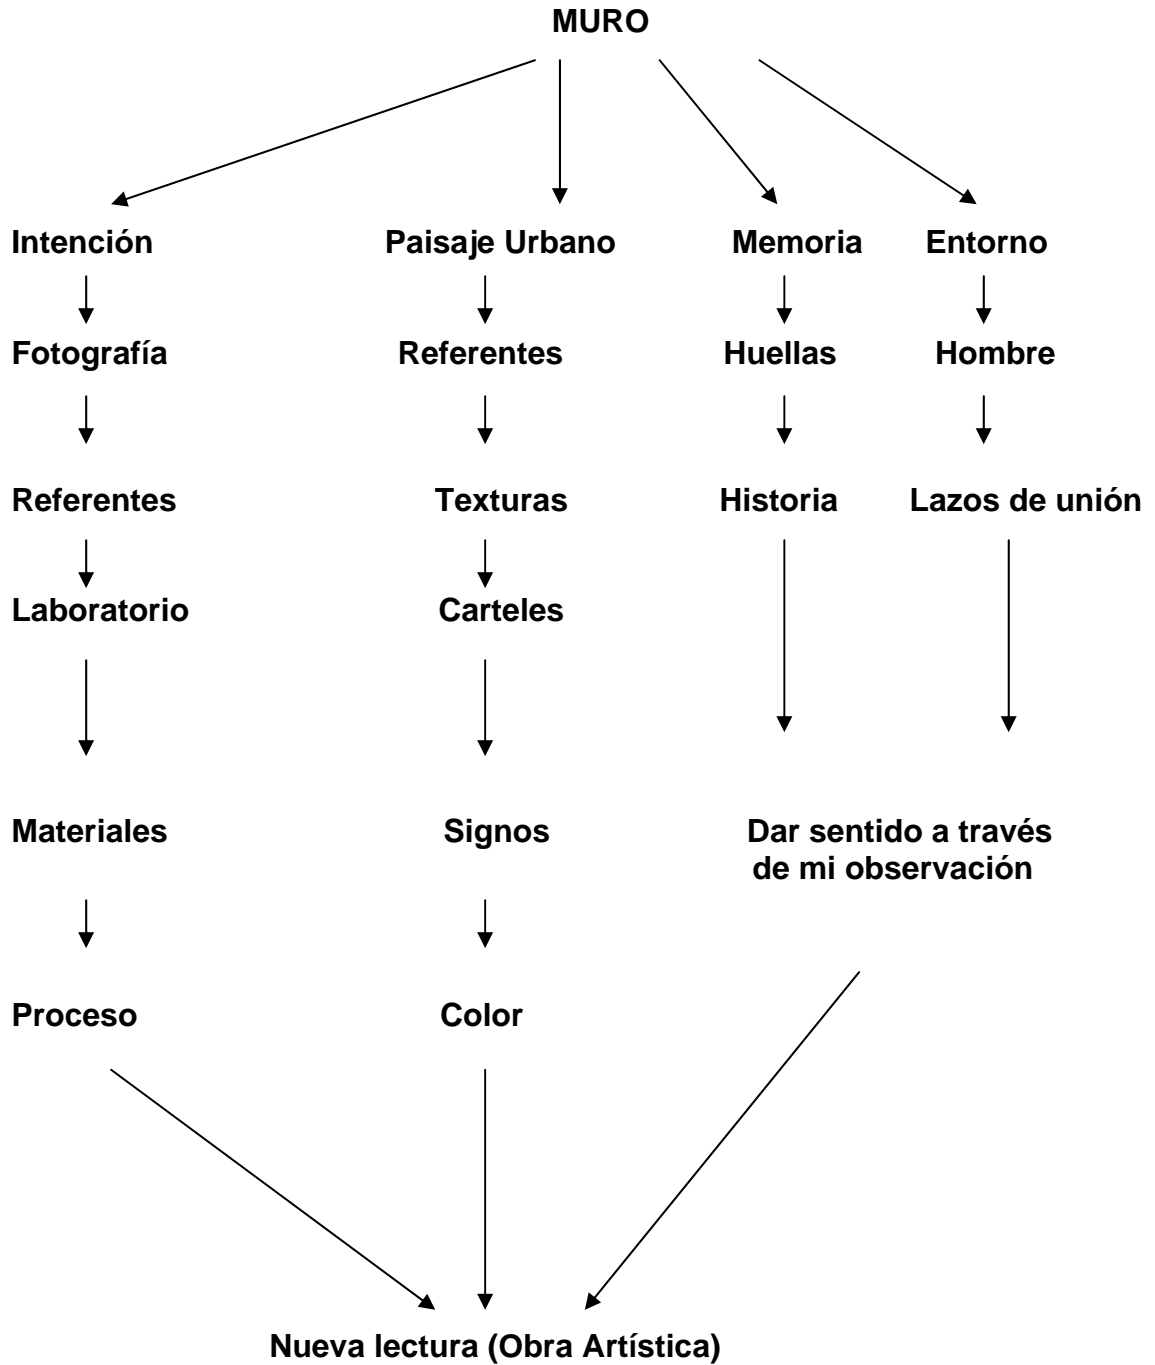 MURO
Intención Paisaje Urbano Memoria Entorno
Fotografía Referentes Huellas Hombre
Referentes Texturas Historia Lazos de unión
Laboratorio Carteles
Materiales Signos Dar sentido a través
de mi observación
Proceso Color
Nueva lectura (Obra Artística)